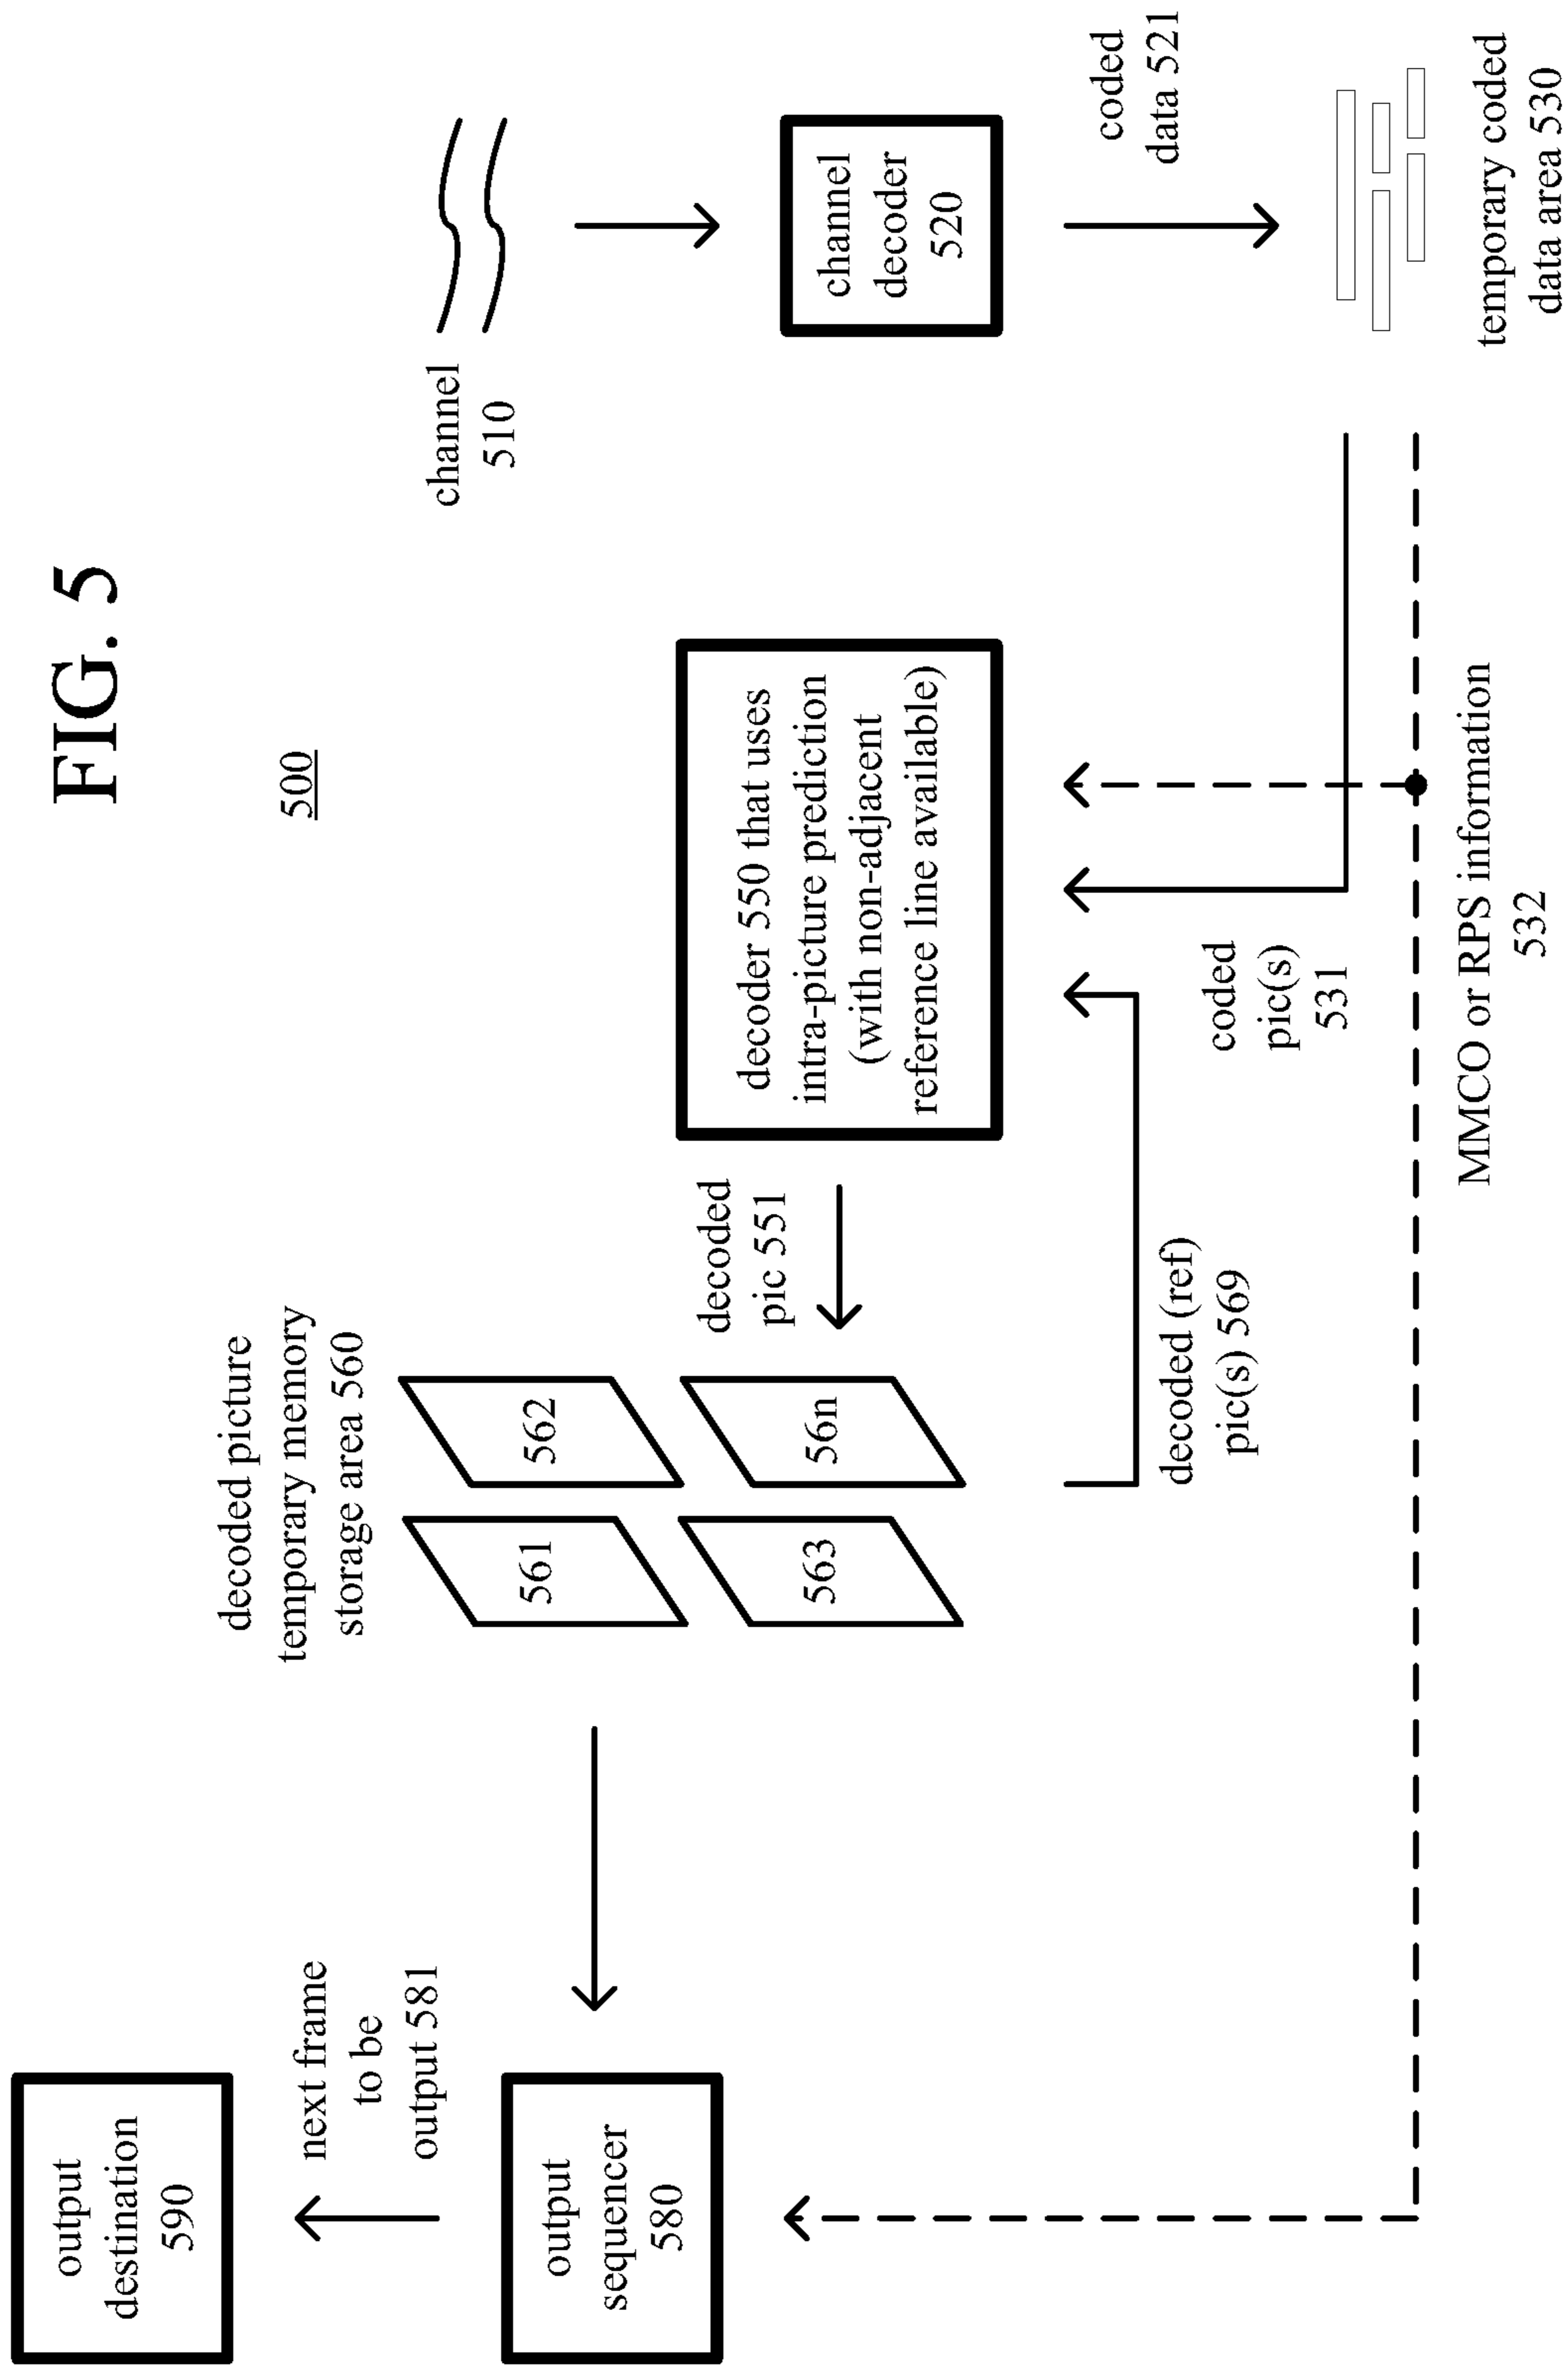 FIG. 5
500
output
destination
590
next frame
to be
output 581
output
sequencer
580
decoded picture
temporary memory
storage area 560
561
562
563
56n
decoded
pic 551
decoded (ref)
pic(s) 569
decoder 550 that uses
intra-picture prediction
(with non-adjacent
reference line available)
coded
pic(s)
531
MMCO or RPS information
532
channel
510
channel
decoder
520
coded
data 521
temporary coded
data area 530